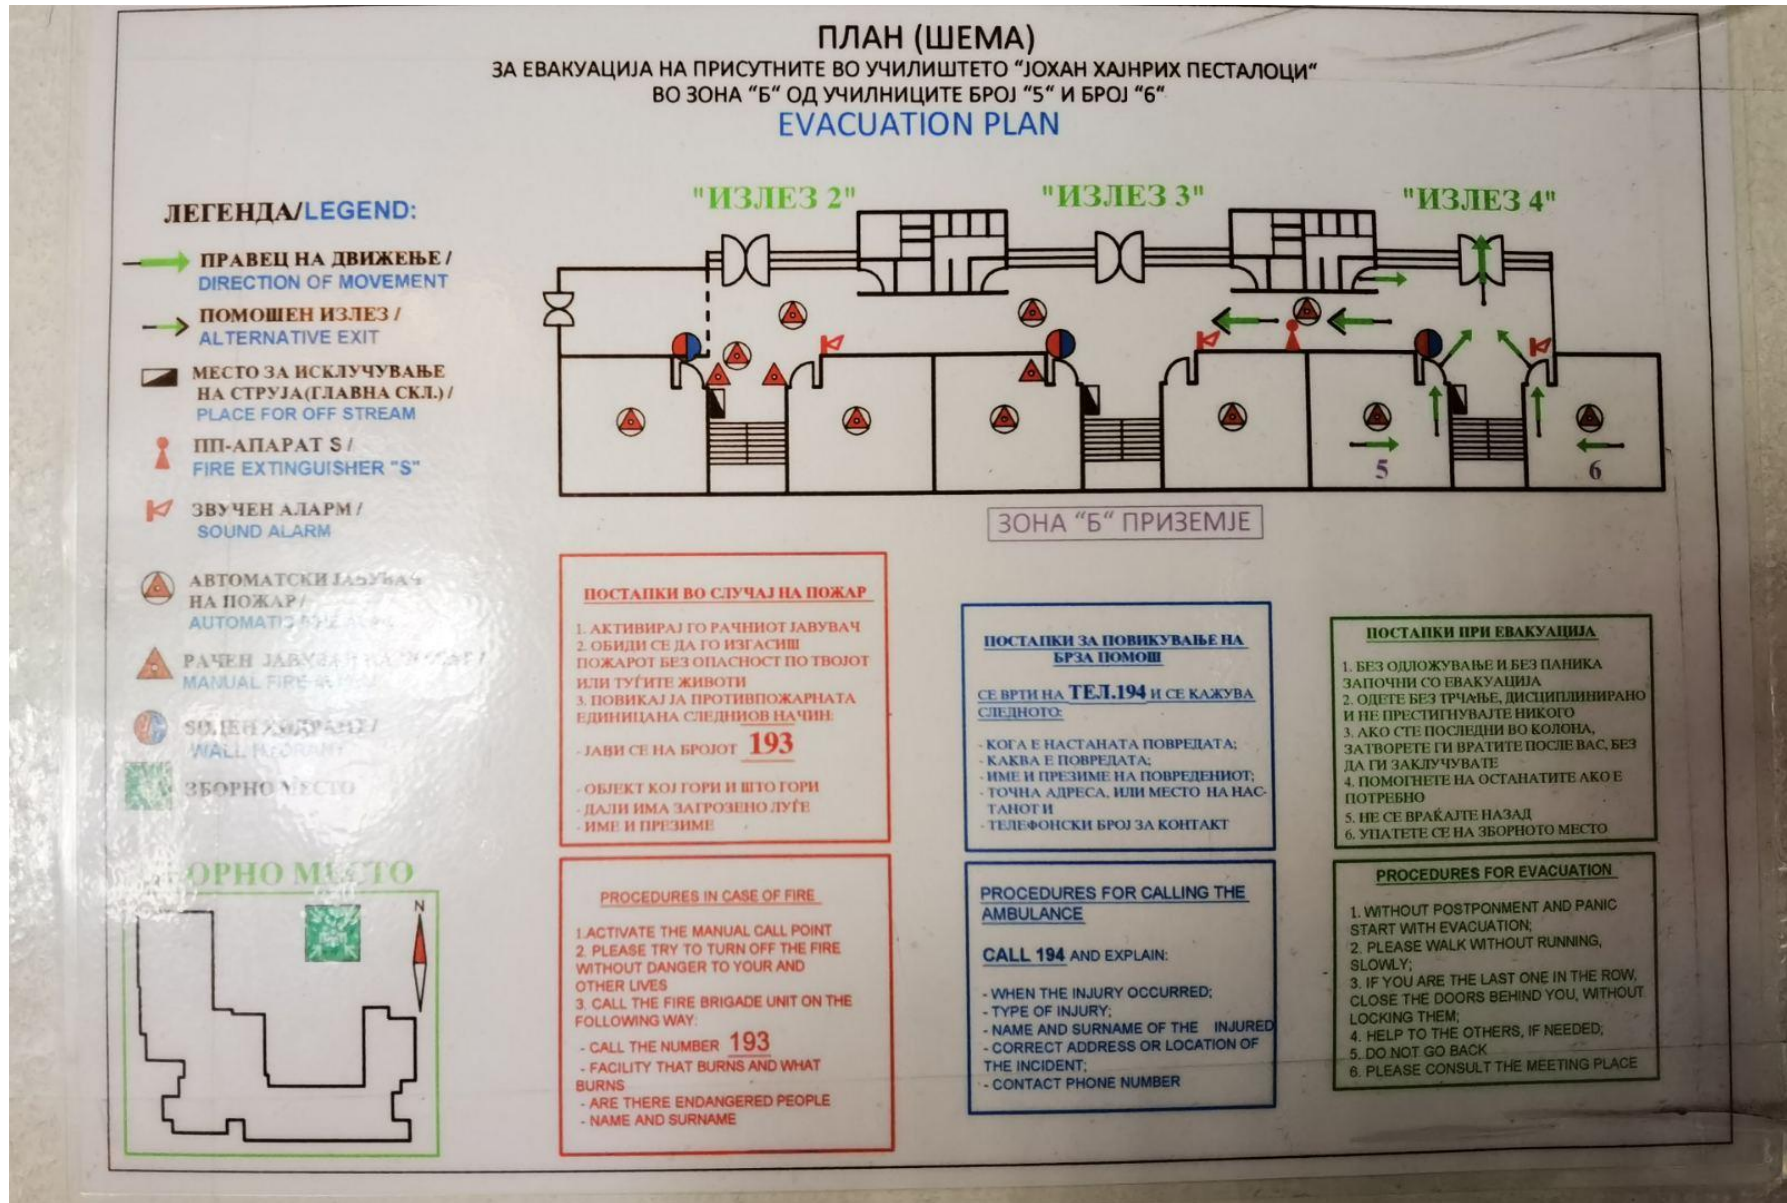 ПЛАН (ШЕМА)
ЗА ЕВАКУАЦИЈА НА ПРИСУТНИТЕ ВО УЧИЛИШТЕТО “ЈОХАН ХАЈНРИХ ПЕСТАЛОЦИ“
ВО ЗОНА “Б“ ОД УЧИЛНИЦИТЕ БРОЈ “5“ И БРОЈ “6“
EVACUATION PLAN
ЛЕГЕНДА/LEGEND:
ПРАВЕЦ НА ДВИЖЕЊЕ /
DIRECTION OF MOVEMENT
ПОМОШЕН ИЗЛЕЗ /
ALTERNATIVE EXIT
МЕСТО ЗА ИСКЛУЧУВАЊЕ
НА СТРУЈА(ГЛАВНА СКЛ.) /
PLACE FOR OFF STREAM
ПП-АПАРАТ S /
FIRE EXTINGUISHER "S"
ЗВУЧЕН АЛАРМ /
SOUND ALARM
АВТОМАТСКИ ЈАВУВАЧ
НА ПОЖАР /
AUTOMATIC
РАЧЕН ЈАВУВАЧ
MANUAL FIRE
WALL HYDRANT
ЗБОРНО МЕСТО
"ИЗЛЕЗ 2"
"ИЗЛЕЗ 3"
"ИЗЛЕЗ 4"
5
6
ЗОНА “Б“ ПРИЗЕМЈЕ
ПОСТАПКИ ВО СЛУЧАЈ НА ПОЖАР
1. АКТИВИРАЈ ГО РАЧНИОТ ЈАВУВАЧ
2. ОБИДИ СЕ ДА ГО ИЗГАСИШ
ПОЖАРОТ БЕЗ ОПАСНОСТ ПО ТВОЈОТ
ИЛИ ТУЃИТЕ ЖИВОТИ
3. ПОВИКАЈ ЈА ПРОТИВПОЖАРНАТА
ЕДИНИЦАНА СЛЕДНИОВ НАЧИН:
- ЈАВИ СЕ НА БРОЈОТ 193
- ОБЈЕКТ КОЈ ГОРИ И ШТО ГОРИ
- ДАЛИ ИМА ЗАГРОЗЕНО ЛУЃЕ
- ИМЕ И ПРЕЗИМЕ
ПОСТАПКИ ЗА ПОВИКУВАЊЕ НА
БРЗА ПОМОШ
СЕ ВРТИ НА ТЕЛ.194 И СЕ КАЖУВА
СЛЕДНОТО:
- КОГА Е НАСТАНАТА ПОВРЕДАТА;
- КАКВА Е ПОВРЕДАТА;
- ИМЕ И ПРЕЗИМЕ НА ПОВРЕДЕНИОТ;
- ТОЧНА АДРЕСА, ИЛИ МЕСТО НА НАС-
ТАНОТ И
- ТЕЛЕФОНСКИ БРОЈ ЗА КОНТАКТ
ПОСТАПКИ ПРИ ЕВАКУАЦИЈА
1. БЕЗ ОДЛОЖУВАЊЕ И БЕЗ ПАНИКА
ЗАПОЧНИ СО ЕВАКУАЦИЈА
2. ОДЕТЕ БЕЗ ТРЧАЊЕ, ДИСЦИПЛИНИРАНО
И НЕ ПРЕСТИГНУВАЈТЕ НИКОГО
3. АКО СТЕ ПОСЛЕДНИ ВО КОЛОНА,
ЗАТВОРЕТЕ ГИ ВРАТИТЕ ПОСЛЕ ВАС, БЕЗ
ДА ГИ ЗАКЛУЧУВАТЕ
4. ПОМОГНЕТЕ НА ОСТАНАТИТЕ АКО Е
ПОТРЕБНО
5. НЕ СЕ ВРАЌАЈТЕ НАЗАД
6. УПАТЕТЕ СЕ НА ЗБОРНОТО МЕСТО
МЕСТО
N
PROCEDURES IN CASE OF FIRE
1.ACTIVATE THE MANUAL CALL POINT
2. PLEASE TRY TO TURN OFF THE FIRE
WITHOUT DANGER TO YOUR AND
OTHER LIVES
3. CALL THE FIRE BRIGADE UNIT ON THE
FOLLOWING WAY:
- CALL THE NUMBER 193
- FACILITY THAT BURNS AND WHAT
BURNS
- ARE THERE ENDANGERED PEOPLE
- NAME AND SURNAME
PROCEDURES FOR CALLING THE
AMBULANCE
CALL 194 AND EXPLAIN:
- WHEN THE INJURY OCCURRED;
- TYPE OF INJURY;
- NAME AND SURNAME OF THE INJURED
- CORRECT ADDRESS OR LOCATION OF
THE INCIDENT;
- CONTACT PHONE NUMBER
PROCEDURES FOR EVACUATION
1. WITHOUT POSTPONMENT AND PANIC
START WITH EVACUATION;
2. PLEASE WALK WITHOUT RUNNING,
SLOWLY;
3. IF YOU ARE THE LAST ONE IN THE ROW,
CLOSE THE DOORS BEHIND YOU, WITHOUT
LOCKING THEM;
4. HELP TO THE OTHERS, IF NEEDED;
5. DO NOT GO BACK
6. PLEASE CONSULT THE MEETING PLACE